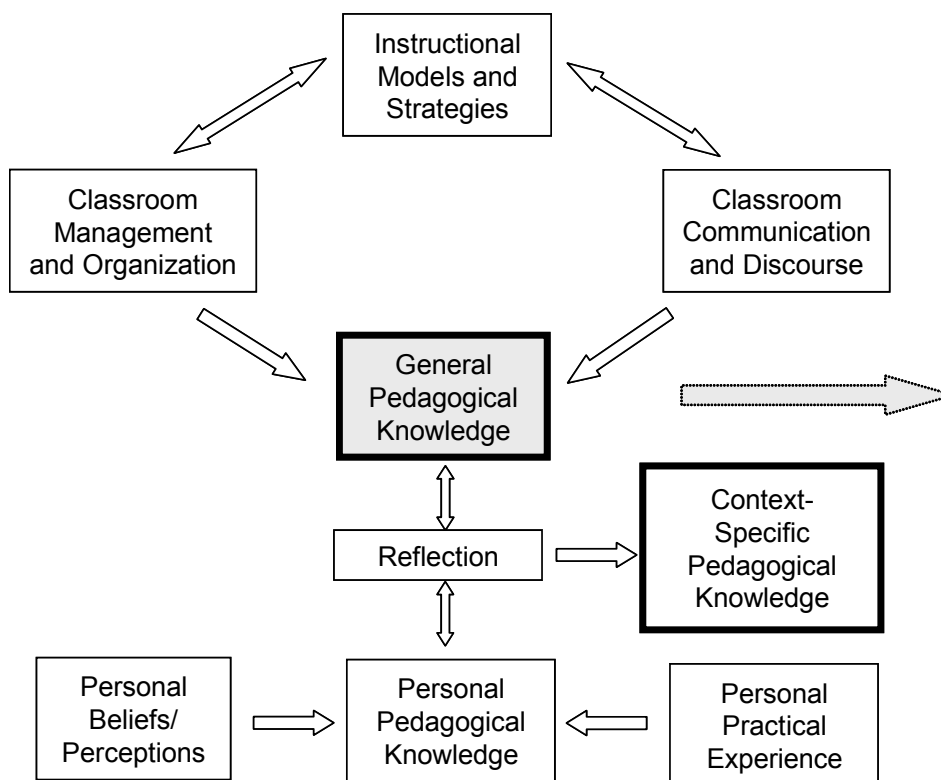 Instructional
Models and
Strategies
Classroom
Management
and Organization
Classroom
Communication
and Discourse
General
Pedagogical
Knowledge
Context-
Specific
Pedagogical
Knowledge
Reflection
Personal
Beliefs/
Perceptions
Personal
Pedagogical
Knowledge
Personal
Practical
Experience